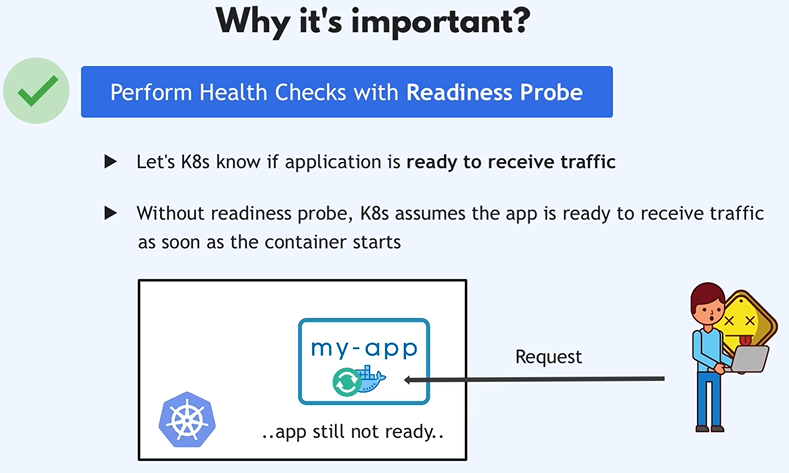 Why it's important?
Perform Health Checks with Readiness Probe
Let's K8s know if application is ready to receive traffic
Without readiness probe, K8s assumes the app is ready to receive traffic
as soon as the container starts
my-app
Request
..app still not ready..